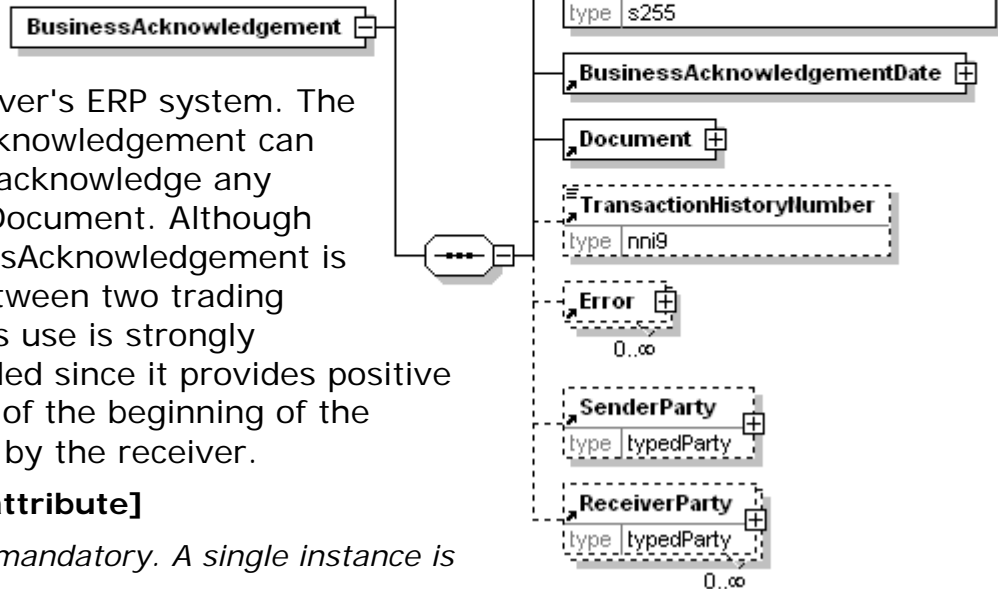 type s255
BusinessAcknowledgement
BusinessAcknowledgementDate
Document
TransactionHistoryNumber
type nni9
Error
0..∞
SenderParty
type typedParty
ReceiverParty
type typedParty
0..∞
ver's ERP system. The
knowledgement can
acknowledge any
Document. Although
sAcknowledgement is
tween two trading
s use is strongly
led since it provides positive
of the beginning of the
by the receiver.
attribute]
mandatory. A single instance is